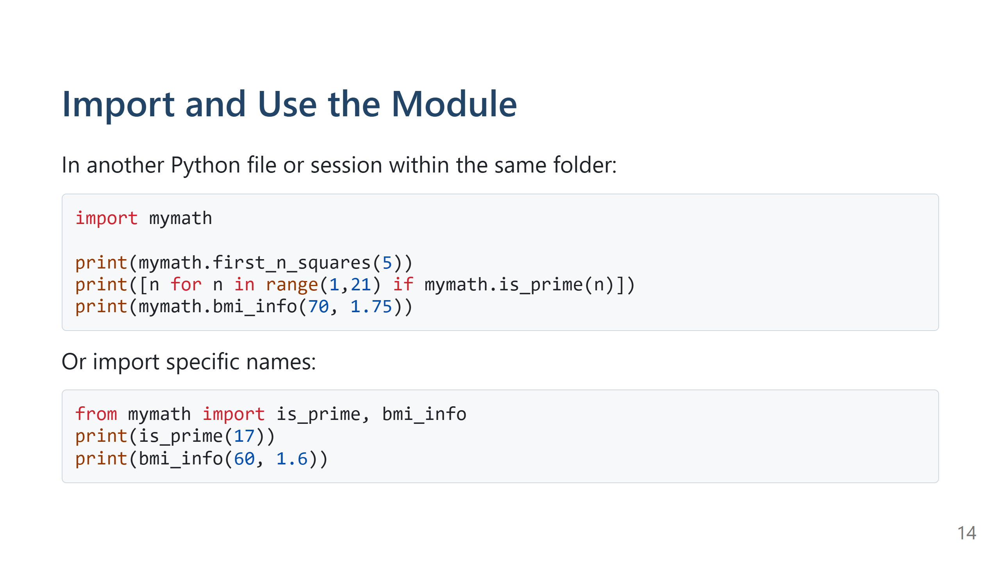 Import and Use the Module
In another Python file or session within the same folder:
import mymath
print(mymath.first_n_squares(5))
print([n for n in range(1,21) if mymath.is_prime(n)])
print(mymath.bmi_info(70, 1.75))
Or import specific names:
from mymath import is_prime, bmi_info
print(is_prime(17))
print(bmi_info(60, 1.6))
14